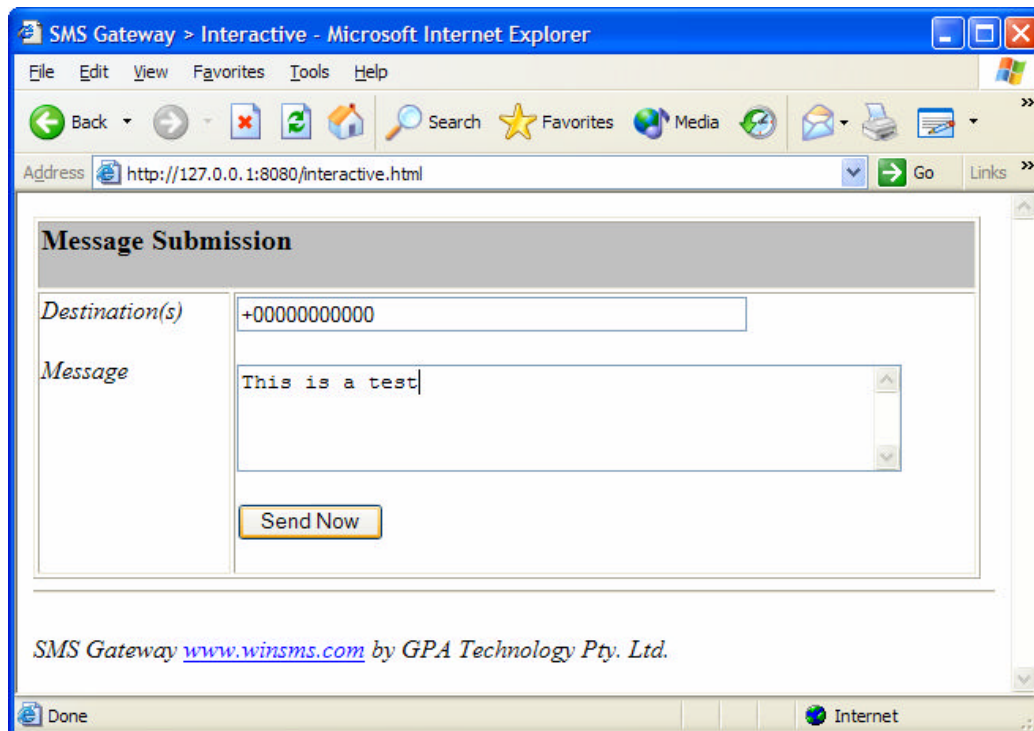 SMS Gateway > Interactive - Microsoft Internet Explorer
File Edit View Favorites Tools Help
Back Search Favorites Media
Address http://127.0.0.1:8080/interactive.html Go Links
Message Submission
Destination(s) +00000000000
Message This is a test
Send Now
SMS Gateway www.winsms.com by GPA Technology Pty. Ltd.
Done Internet